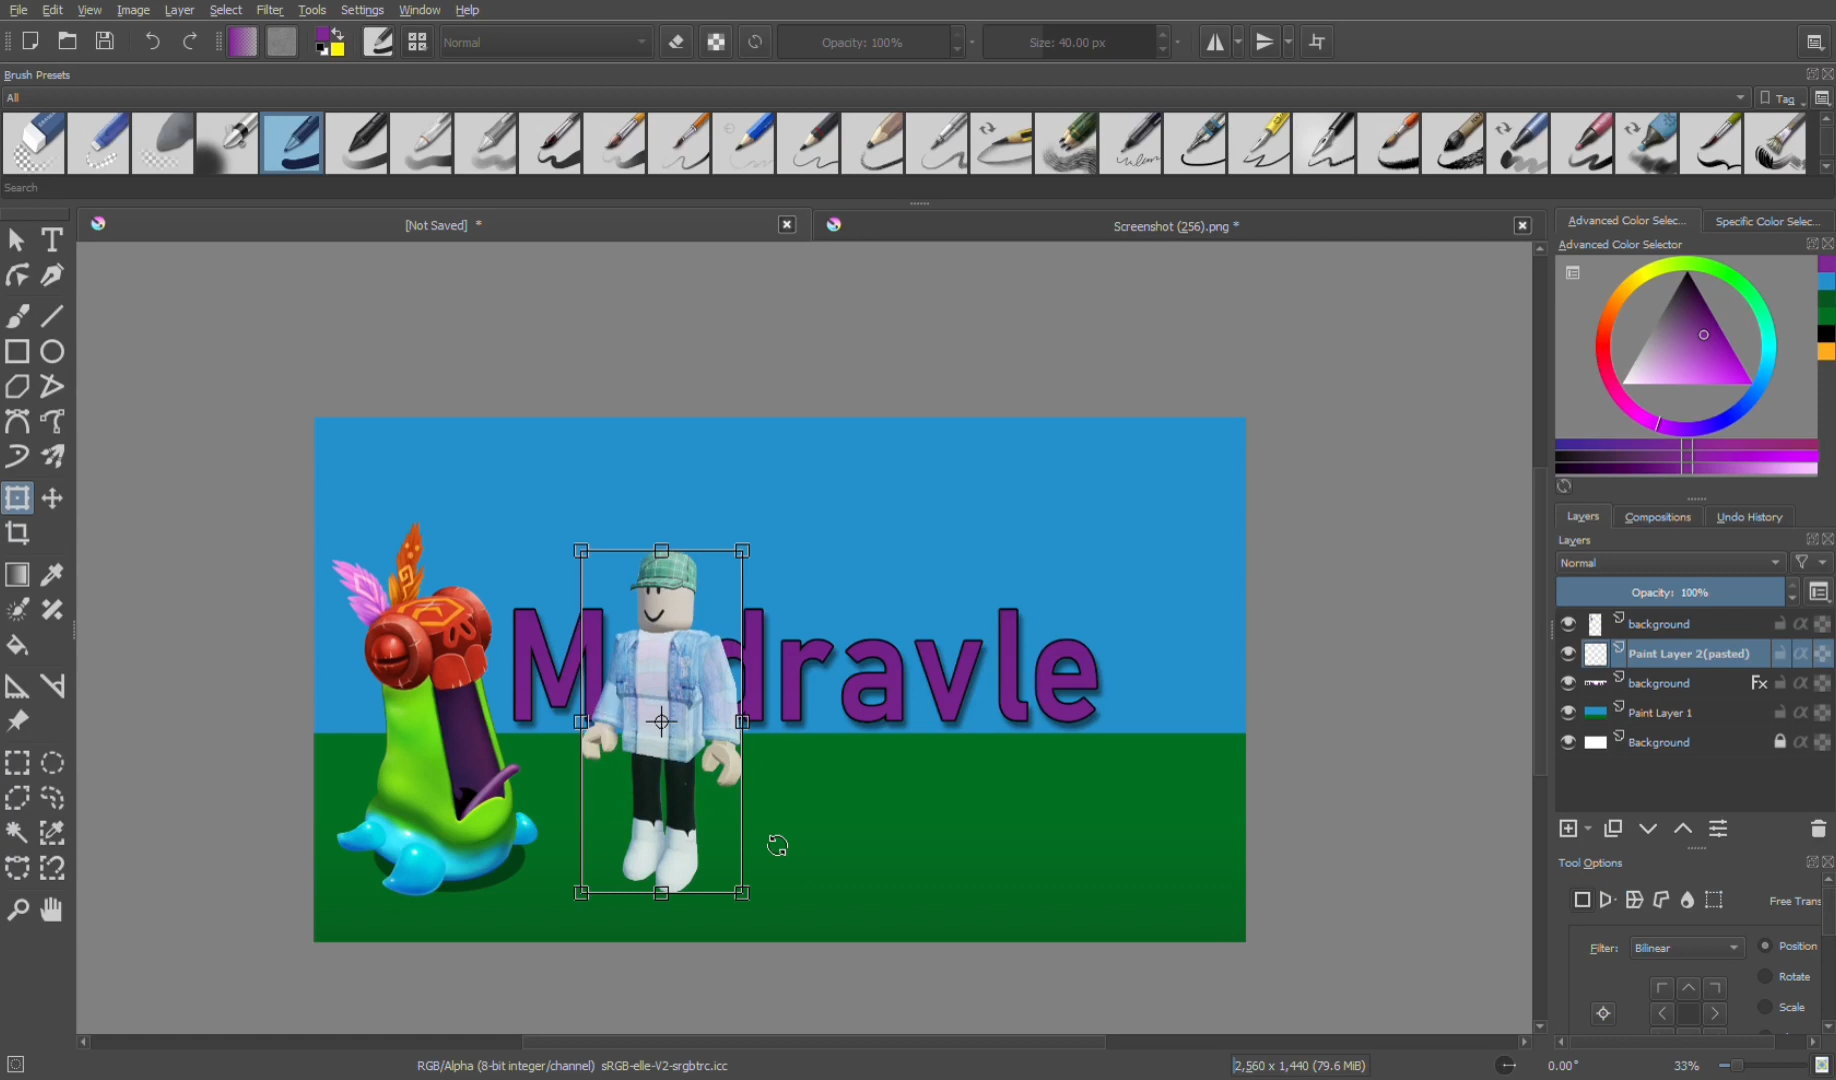 File Edit View Image Layer Select Filter Tools Settings Window Help
Normal Opacity: 100% Size: 40.00 px
Brush Presets
All Tag
Search
[Not Saved] * Screenshot (256).png * Advanced Color Selec... Specific Color Selec...
Advanced Color Selector
M dravle
Layers Compositions Undo History
Layers
Normal
Opacity: 100%
background
Paint Layer 2(pasted)
background Fx
Paint Layer 1
Background
Tool Options
Free Trans
Filter: Bilinear Position
Rotate
Scale
RGB/Alpha (8-bit integer/channel) sRGB-elle-V2-srgbtrc.icc 2,560 x 1,440 (79.6 MiB) 0.00° 33%